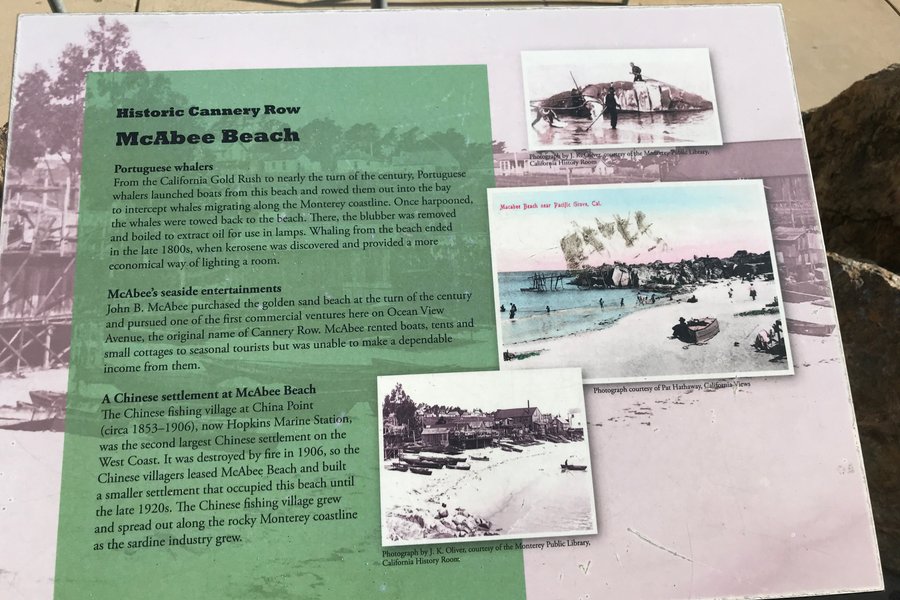 Historic Cannery Row
McAbee Beach
Portuguese whalers
From the California Gold Rush to nearly the turn of the century, Portuguese
whalers launched boats from this beach and rowed them out into the bay
to intercept whales migrating along the Monterey coastline. Once harpooned,
the whales were towed back to the beach. There, the blubber was removed
and boiled to extract oil for use in lamps. Whaling from the beach ended
in the late 1800s, when kerosene was discovered and provided a more
economical way of lighting a room.
McAbee's seaside entertainments
John B. McAbee purchased the golden sand beach at the turn of the century
and pursued one of the first commercial ventures here on Ocean View
Avenue, the original name of Cannery Row. McAbee rented boats, tents and
small cottages to seasonal tourists but was unable to make a dependable
income from them.
A Chinese settlement at McAbee Beach
The Chinese fishing village at China Point
(circa 1853–1906), now Hopkins Marine Station,
was the second largest Chinese settlement on the
West Coast. It was destroyed by fire in 1906, so the
Chinese villagers leased McAbee Beach and built
a smaller settlement that occupied this beach until
the late 1920s. The Chinese fishing village grew
and spread out along the rocky Monterey coastline
as the sardine industry grew.
Photograph by J. K. Oliver, courtesy of the Monterey Public Library,
California History Room
Macabee Beach near Pacific Grove, Cal.
Photograph courtesy of Pat Hathaway, California Views
Photograph by J. K. Oliver, courtesy of the Monterey Public Library,
California History Room